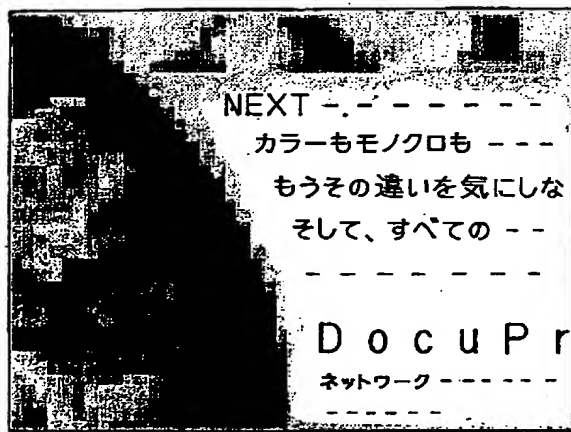 NEXT - - - - - - -
カラーもモノクロも - - -
もうその違いを気にしな
そして、すべての - -
- - - - - - -
DocuPr
ネットワーク - - - - - -
- - - - - -